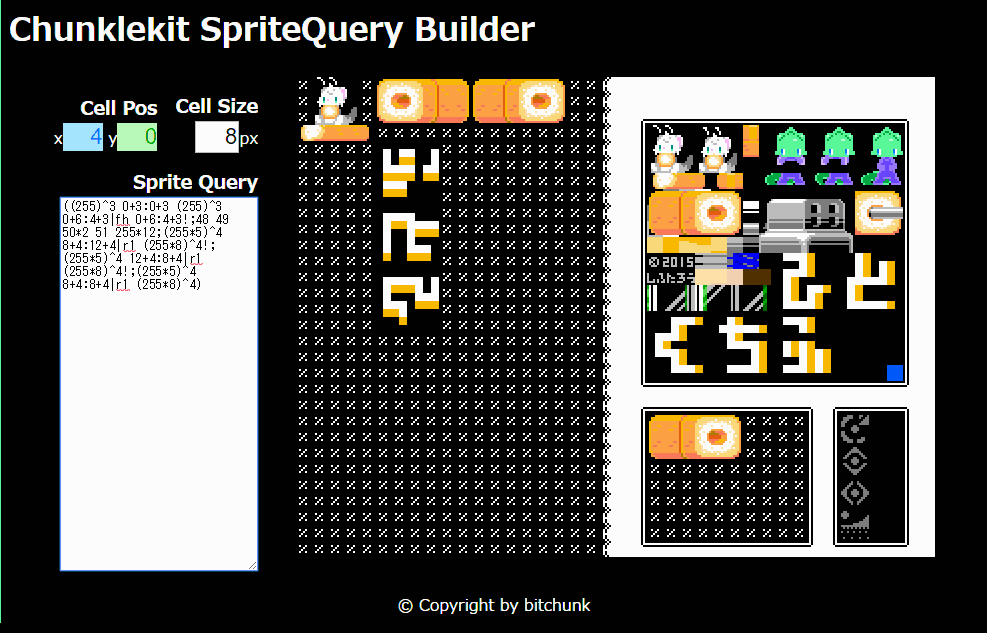 Chunklekit SpriteQuery Builder
Cell Pos Cell Size
x 4 y 0 8 px
Sprite Query
((255)^3 0+3:0+3 (255)^3
0+6:4+3|fh 0+6:4+3!;48 49
50*2 51 255*12;(255*5)^4
8+4:12+4|r1 (255*8)^4!;
(255*5)^4 12+4:8+4|r1
(255*8)^4!;(255*5)^4
8+4:8+4|r1 (255*8)^4)
©2015
© Copyright by bitchunk